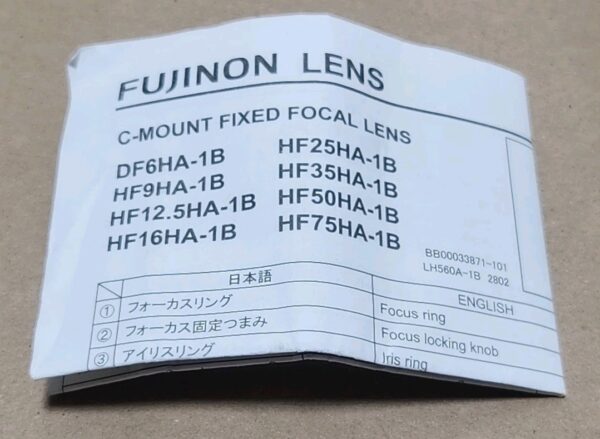 FUJINON LENS
C-MOUNT FIXED FOCAL LENS
DF6HA-1B HF25HA-1B
HF9HA-1B HF35HA-1B
HF12.5HA-1B HF50HA-1B
HF16HA-1B HF75HA-1B
BB00033871-101
LH560A-1B 2802
日本語 ENGLISH
① フォーカスリング Focus ring
② フォーカス固定つまみ Focus locking knob
③ アイリスリング Iris ring